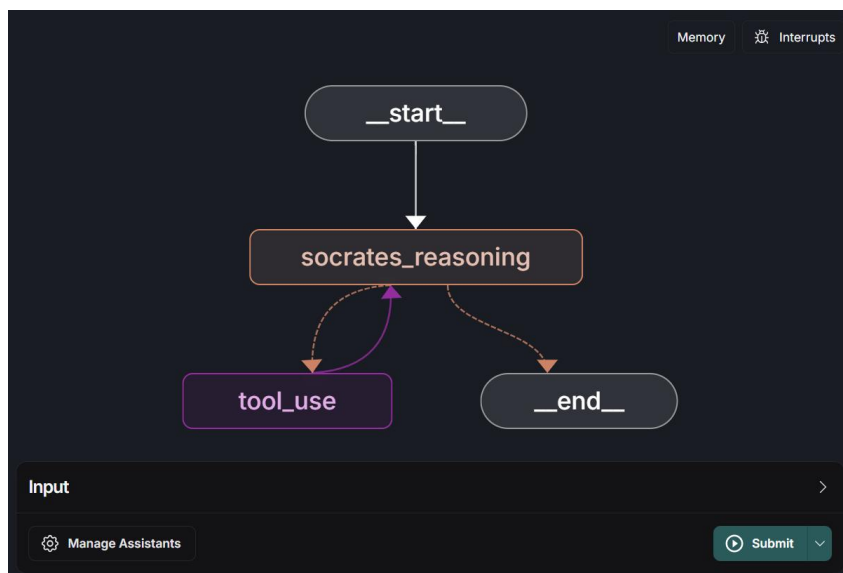 Memory Interrupts
__start__
socrates_reasoning
tool_use __end__
Input
Manage Assistants Submit